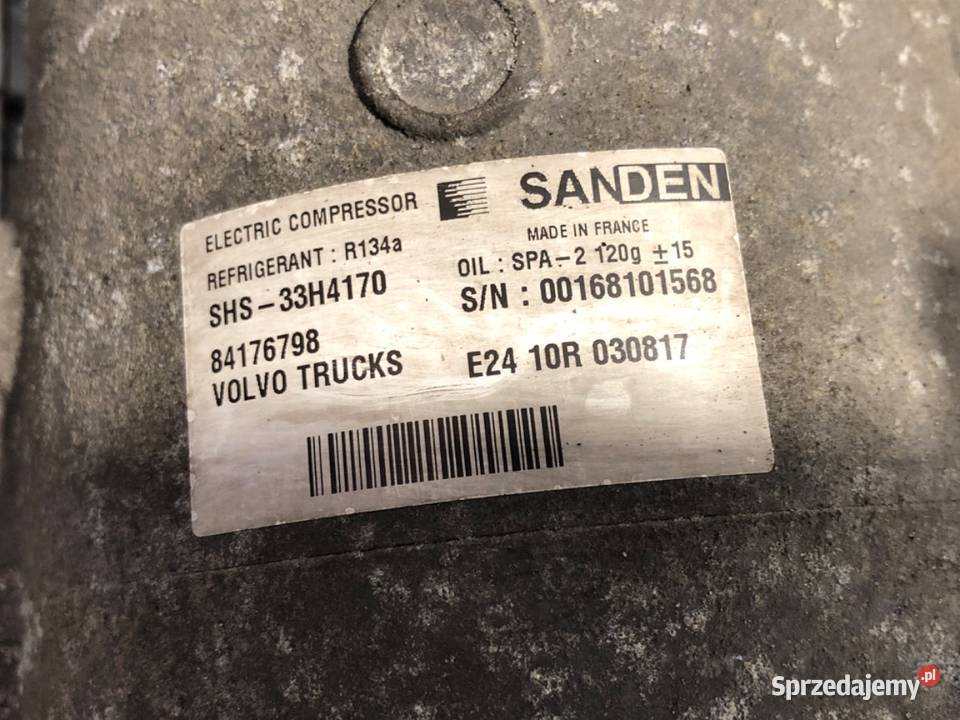 ELECTRIC COMPRESSOR SANDEN
MADE IN FRANCE
REFRIGERANT : R134a OIL : SPA-2 120g ±15
SHS-33H4170 S/N : 00168101568
84176798
VOLVO TRUCKS E24 10R 030817
Sprzedajemy.pl